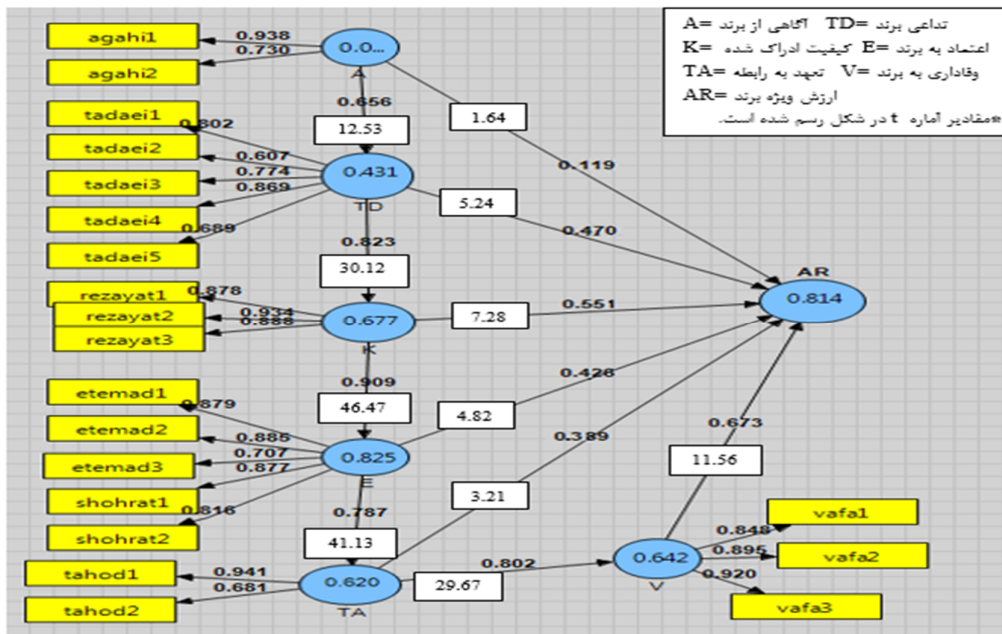 A= آگاهی از برند TD= تداعی برند
K= کیفیت ادراک شده E= اعتماد به برند
TA= تعهد به رابطه V= وفاداری به برند
AR= ارزش ویژه برند
*مقادیر آماره t در شکل رسم شده است.
agahi1
0.938
0.0...
agahi2
0.730
A
0.656
12.53
1.64
0.119
tadaei1
0.802
tadaei2
0.607
tadaei3
0.774
0.431
tadaei4
0.869
TD
5.24
tadaei5
0.689
0.823
0.470
30.12
AR
0.814
rezayat1
0.878
rezayat2
0.934
0.677
7.28
0.551
rezayat3
0.888
K
0.909
0.428
46.47
4.82
etemad1
0.879
etemad2
0.885
0.389
0.673
etemad3
0.707
0.825
11.56
shohrat1
0.877
E
3.21
shohrat2
0.816
0.787
41.13
vafa1
0.848
tahod1
0.941
0.620
0.802
0.642
0.895
vafa2
tahod2
0.681
TA
29.67
V
0.920
vafa3